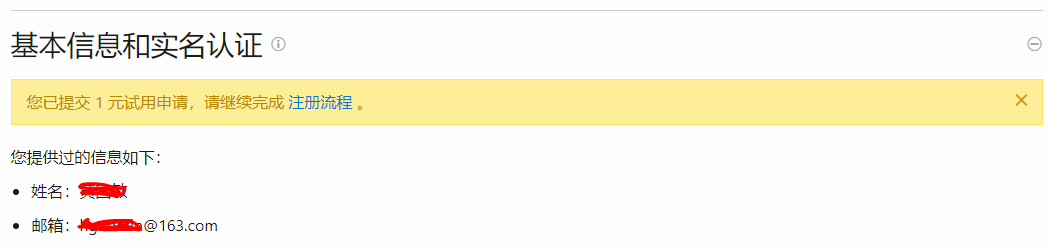 基本信息和实名认证
您已提交 1 元试用申请，请继续完成 注册流程 。
您提供过的信息如下：
姓名：
邮箱：@163.com